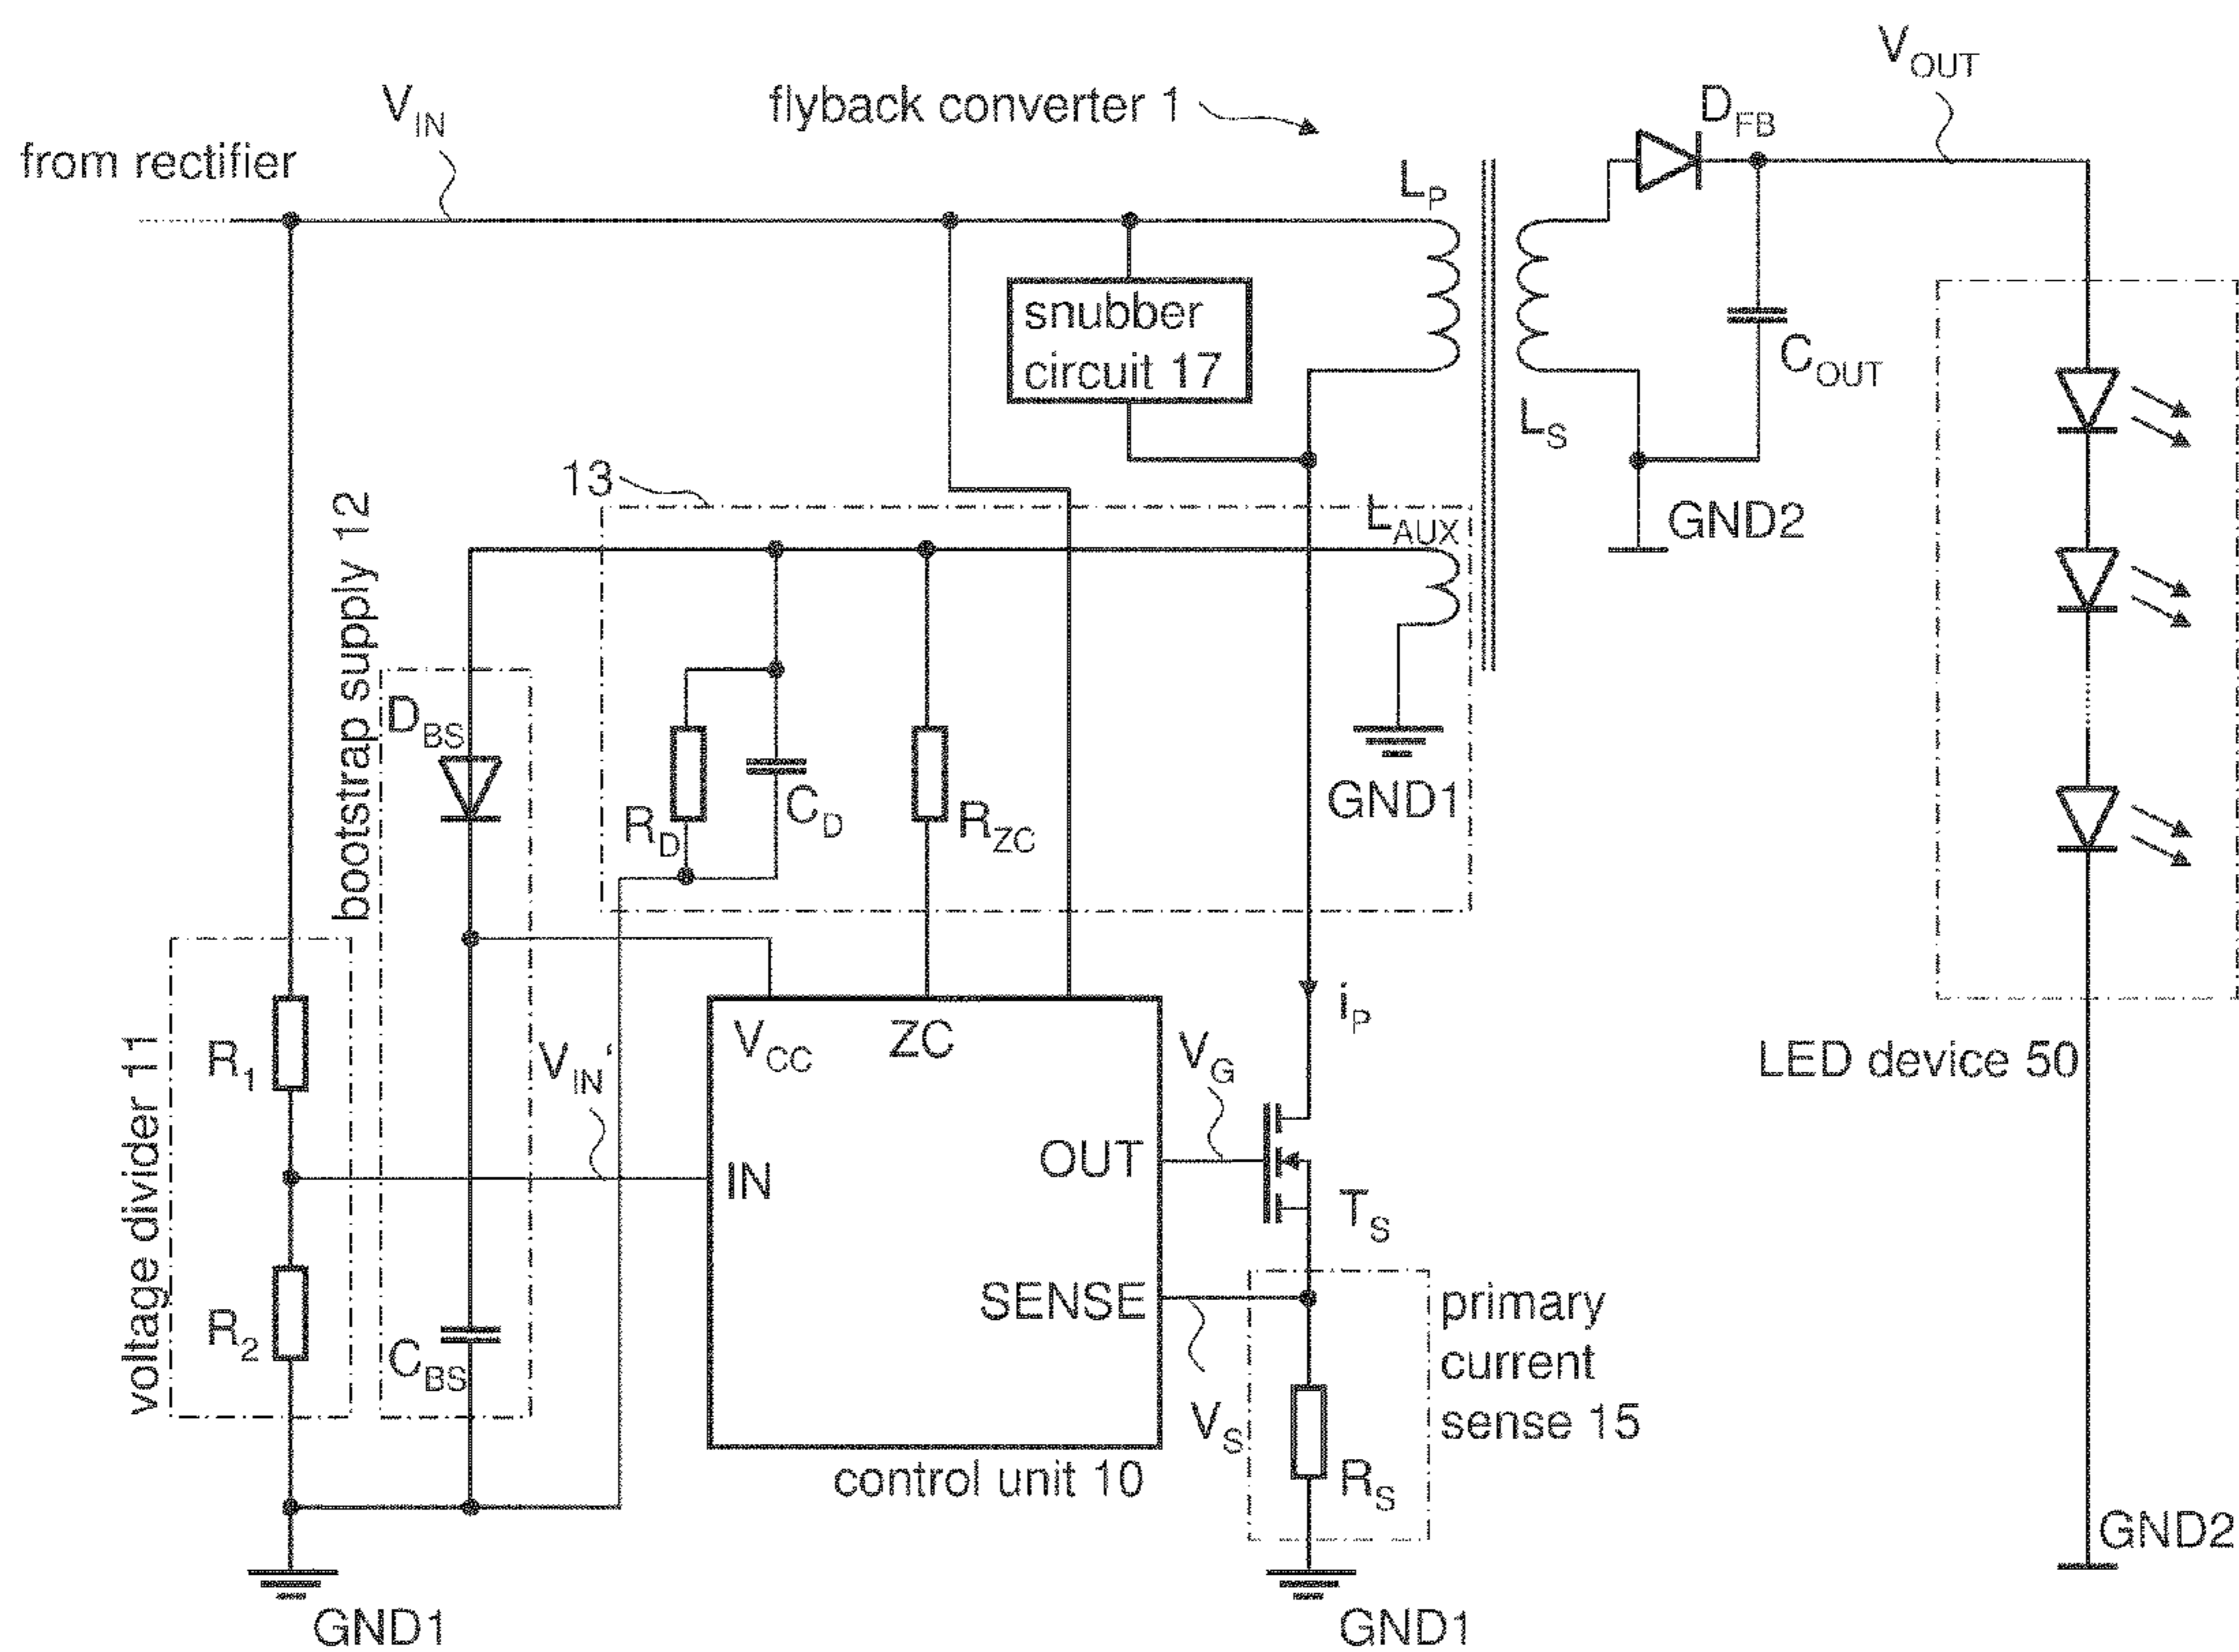 V_OUT
flyback converter 1
V_IN
D_FB
from rectifier
L_P
snubber
circuit 17
C_OUT
L_S
13
L_AUX
GND2
bootstrap supply 12
D_BS
R_D
C_D
R_ZC
GND1
i_P
V_CC
ZC
V_IN'
V_G
LED device 50
R_1
voltage divider 11
IN
OUT
T_S
SENSE
primary
current
sense 15
R_2
C_BS
V_S
R_S
control unit 10
GND2
GND1
GND1